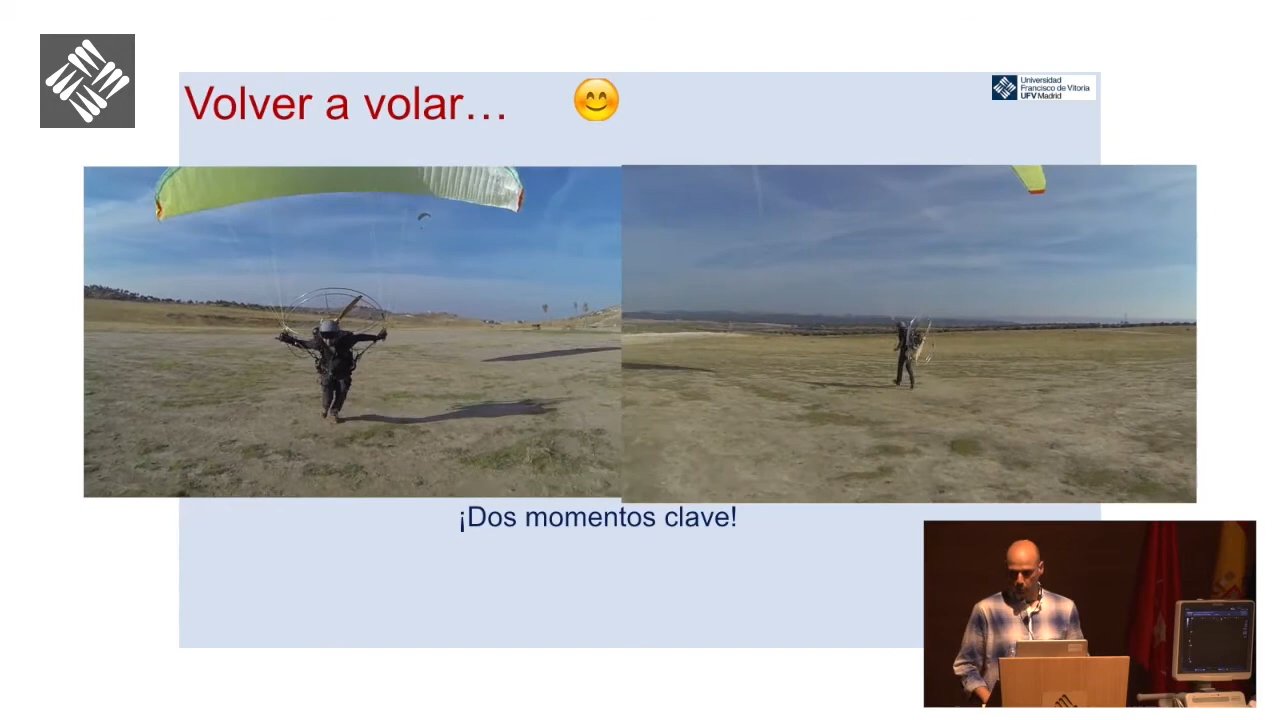 Volver a volar...
Universidad
Francisco de Vitoria
UFV Madrid
¡Dos momentos clave!